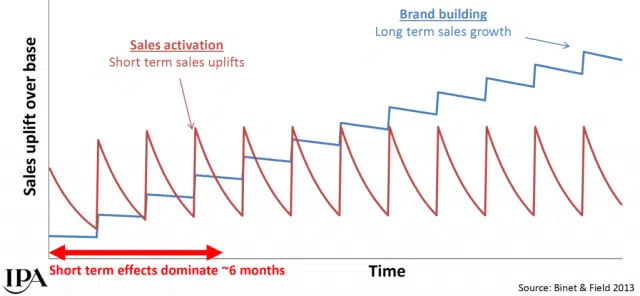 Brand building
Long term sales growth
Sales activation
Short term sales uplifts
Sales uplift over base
Short term effects dominate ~6 months
Time
IPA
Source: Binet & Field 2013